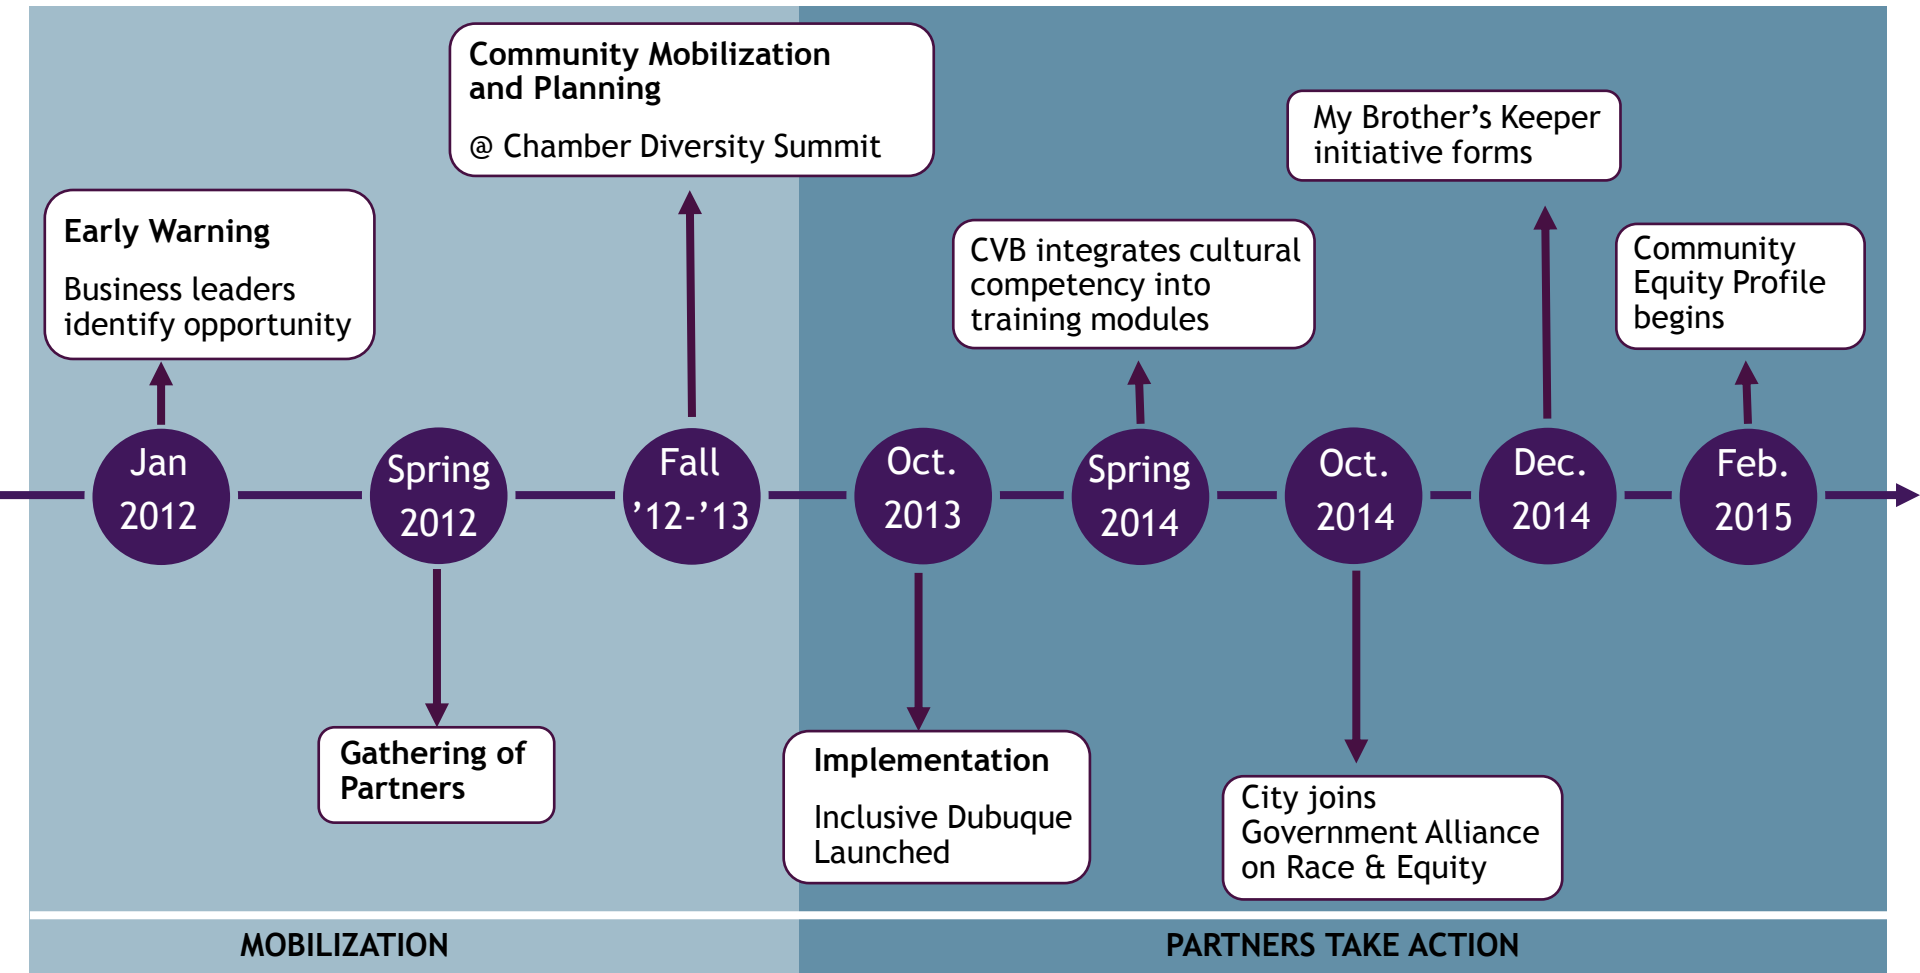 Community Mobilization
and Planning
@ Chamber Diversity Summit
My Brother’s Keeper
initiative forms
Early Warning
Business leaders
identify opportunity
CVB integrates cultural
competency into
training modules
Community
Equity Profile
begins
Jan
2012
Spring
2012
Fall
’12-’13
Oct.
2013
Spring
2014
Oct.
2014
Dec.
2014
Feb.
2015
Gathering of
Partners
Implementation
Inclusive Dubuque
Launched
City joins
Government Alliance
on Race & Equity
MOBILIZATION
PARTNERS TAKE ACTION